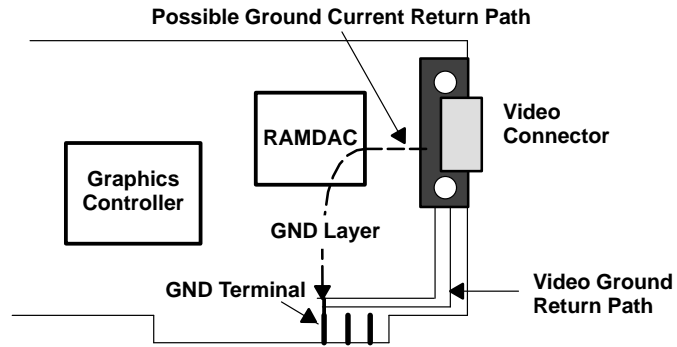 Possible Ground Current Return Path
Video
Connector
RAMDAC
Graphics
Controller
GND Layer
GND Terminal
Video Ground
Return Path